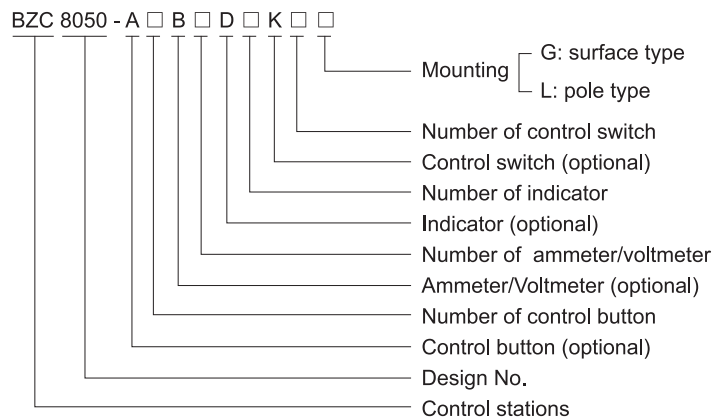 BZC 8050 - A □ B □ D □ K □ □
G: surface type
Mounting
L: pole type
Number of control switch
Control switch (optional)
Number of indicator
Indicator (optional)
Number of ammeter/voltmeter
Ammeter/Voltmeter (optional)
Number of control button
Control button (optional)
Design No.
Control stations